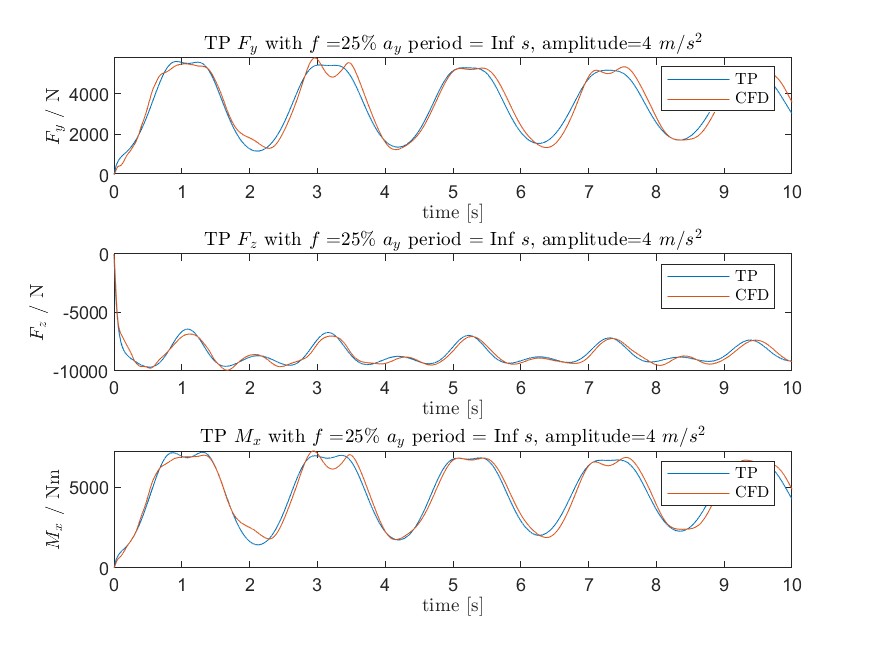 TP F_y with f =25% a_y period = Inf s, amplitude=4 m/s^2
F_y / N
4000
2000
0
0 1 2 3 4 5 6 7 8 9 10
time [s]
TP
CFD
TP F_z with f =25% a_y period = Inf s, amplitude=4 m/s^2
F_z / N
0
-5000
-10000
0 1 2 3 4 5 6 7 8 9 10
time [s]
TP
CFD
TP M_x with f =25% a_y period = Inf s, amplitude=4 m/s^2
M_x / Nm
5000
0
0 1 2 3 4 5 6 7 8 9 10
time [s]
TP
CFD